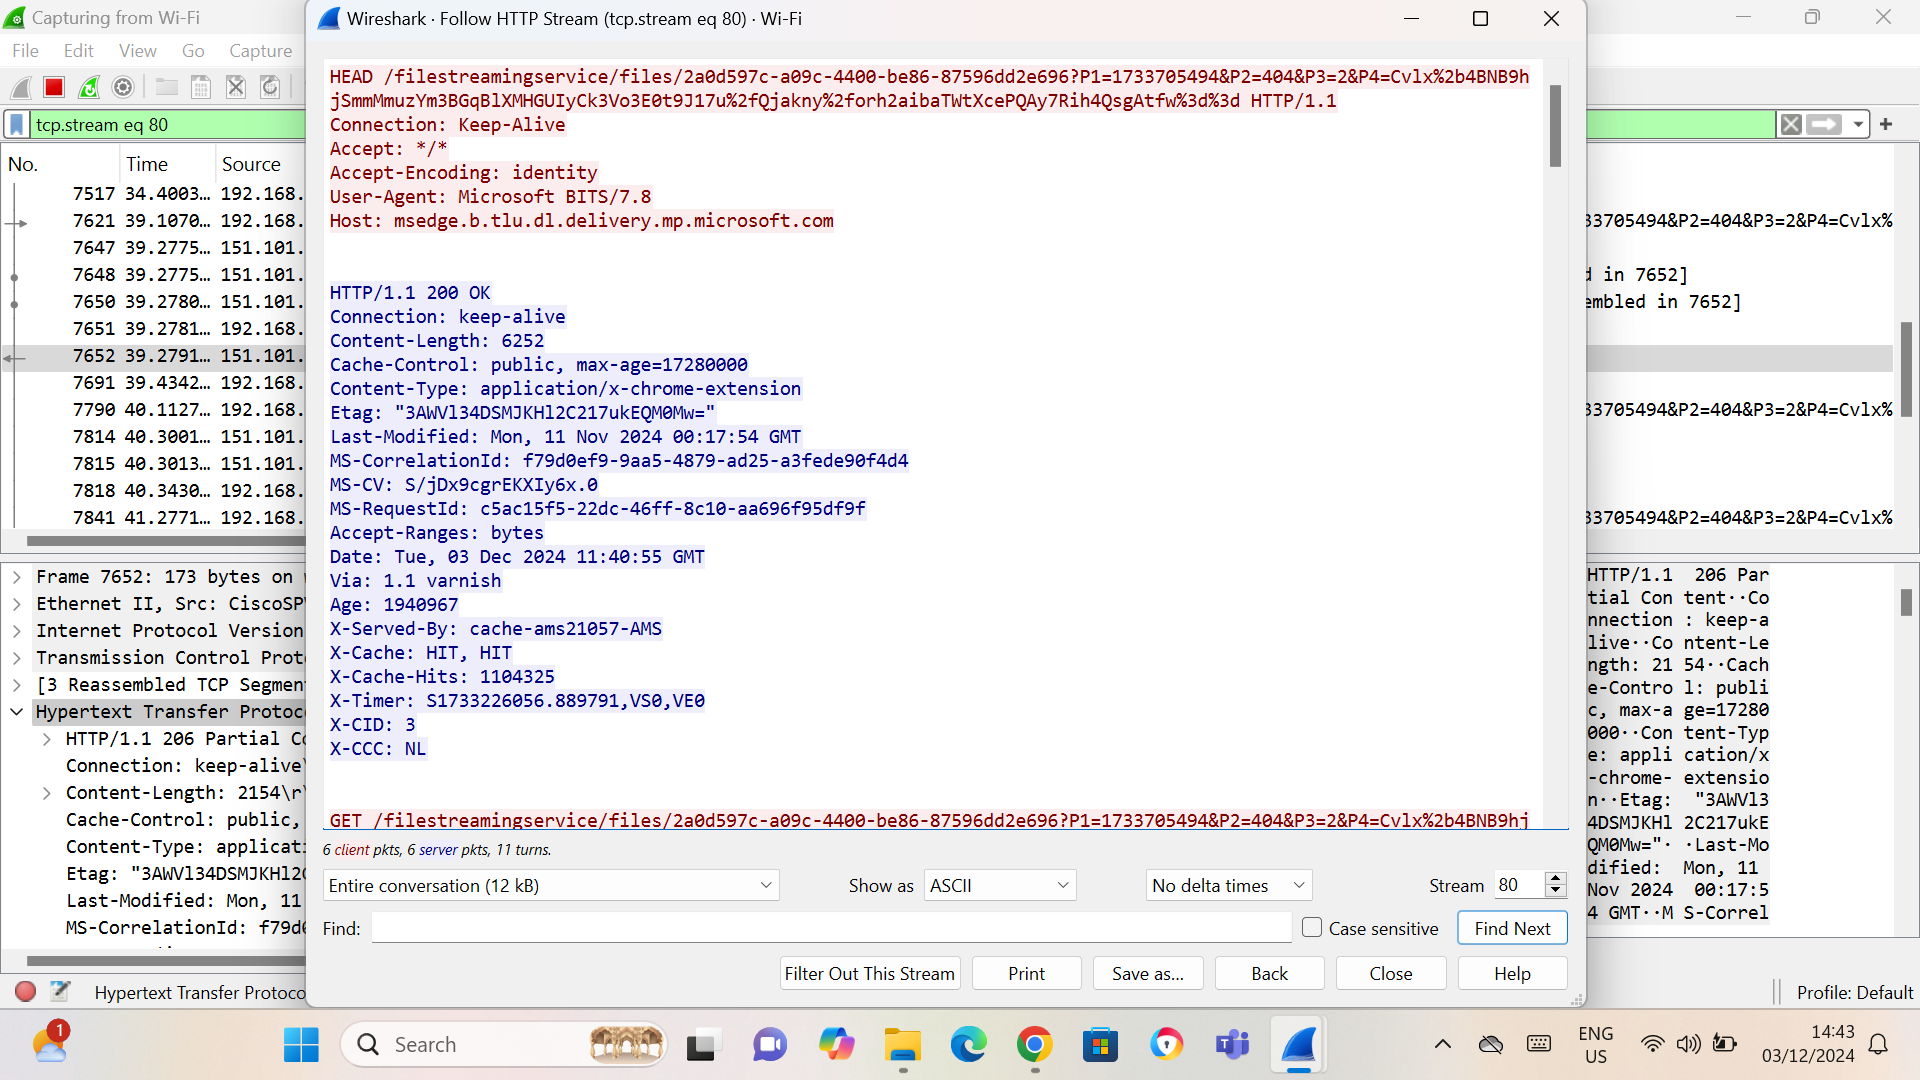 Capturing from Wi-Fi
File Edit View Go Capture
tcp.stream eq 80
No. Time Source
7517 34.4003… 192.168.
7621 39.1070… 192.168.
7647 39.2775… 151.101.
7648 39.2775… 151.101.
7650 39.2780… 151.101.
7651 39.2781… 192.168.
7652 39.2791… 151.101.
7691 39.4342… 192.168.
7790 40.1127… 192.168.
7814 40.3001… 151.101.
7815 40.3013… 151.101.
7818 40.3430… 192.168.
7841 41.2771… 192.168.
Frame 7652: 173 bytes on
Ethernet II, Src: CiscoSP
Internet Protocol Version
Transmission Control Prot
[3 Reassembled TCP Segmen
Hypertext Transfer Protoc
HTTP/1.1 206 Partial C
Connection: keep-alive
Content-Length: 2154\r
Cache-Control: public,
Content-Type: applicat
Etag: "3AWVl34DSMJKHl2
Last-Modified: Mon, 11
MS-CorrelationId: f79d
Hypertext Transfer Protoco
Wireshark · Follow HTTP Stream (tcp.stream eq 80) · Wi-Fi
HEAD /filestreamingservice/files/2a0d597c-a09c-4400-be86-87596dd2e696?P1=1733705494&P2=404&P3=2&P4=Cvlx%2b4BNB9h
jSmmMmuzYm3BGqBlXMHGUIyCk3Vo3E0t9J17u%2fQjakny%2forh2aibaTWtXcePQAy7Rih4QsgAtfw%3d%3d HTTP/1.1
Connection: Keep-Alive
Accept: */*
Accept-Encoding: identity
User-Agent: Microsoft BITS/7.8
Host: msedge.b.tlu.dl.delivery.mp.microsoft.com
HTTP/1.1 200 OK
Connection: keep-alive
Content-Length: 6252
Cache-Control: public, max-age=17280000
Content-Type: application/x-chrome-extension
Etag: "3AWVl34DSMJKHl2C217ukEQM0Mw="
Last-Modified: Mon, 11 Nov 2024 00:17:54 GMT
MS-CorrelationId: f79d0ef9-9aa5-4879-ad25-a3fede90f4d4
MS-CV: S/jDx9cgrEKXIy6x.0
MS-RequestId: c5ac15f5-22dc-46ff-8c10-aa696f95df9f
Accept-Ranges: bytes
Date: Tue, 03 Dec 2024 11:40:55 GMT
Via: 1.1 varnish
Age: 1940967
X-Served-By: cache-ams21057-AMS
X-Cache: HIT, HIT
X-Cache-Hits: 1104325
X-Timer: S1733226056.889791,VS0,VE0
X-CID: 3
X-CCC: NL
GET /filestreamingservice/files/2a0d597c-a09c-4400-be86-87596dd2e696?P1=1733705494&P2=404&P3=2&P4=Cvlx%2b4BNB9hj
6 client pkts, 6 server pkts, 11 turns.
Entire conversation (12 kB) Show as ASCII No delta times Stream 80
Find: Case sensitive Find Next
Filter Out This Stream Print Save as... Back Close Help
33705494&P2=404&P3=2&P4=Cvlx%
d in 7652]
embled in 7652]
33705494&P2=404&P3=2&P4=Cvlx%
33705494&P2=404&P3=2&P4=Cvlx%
HTTP/1.1  206 Par
tial Con tent··Co
nnection : keep-a
live··Co ntent-Le
ngth: 21 54··Cach
e-Contro l: publi
c, max-a ge=17280
000··Con tent-Typ
e: appli cation/x
-chrome- extensio
n··Etag:  "3AWVl3
4DSMJKHl 2C217ukE
QM0Mw="· ·Last-Mo
dified:  Mon, 11
Nov 2024  00:17:5
4 GMT··M S-Correl
Profile: Default
1
Search
ENG
US
14:43
03/12/2024